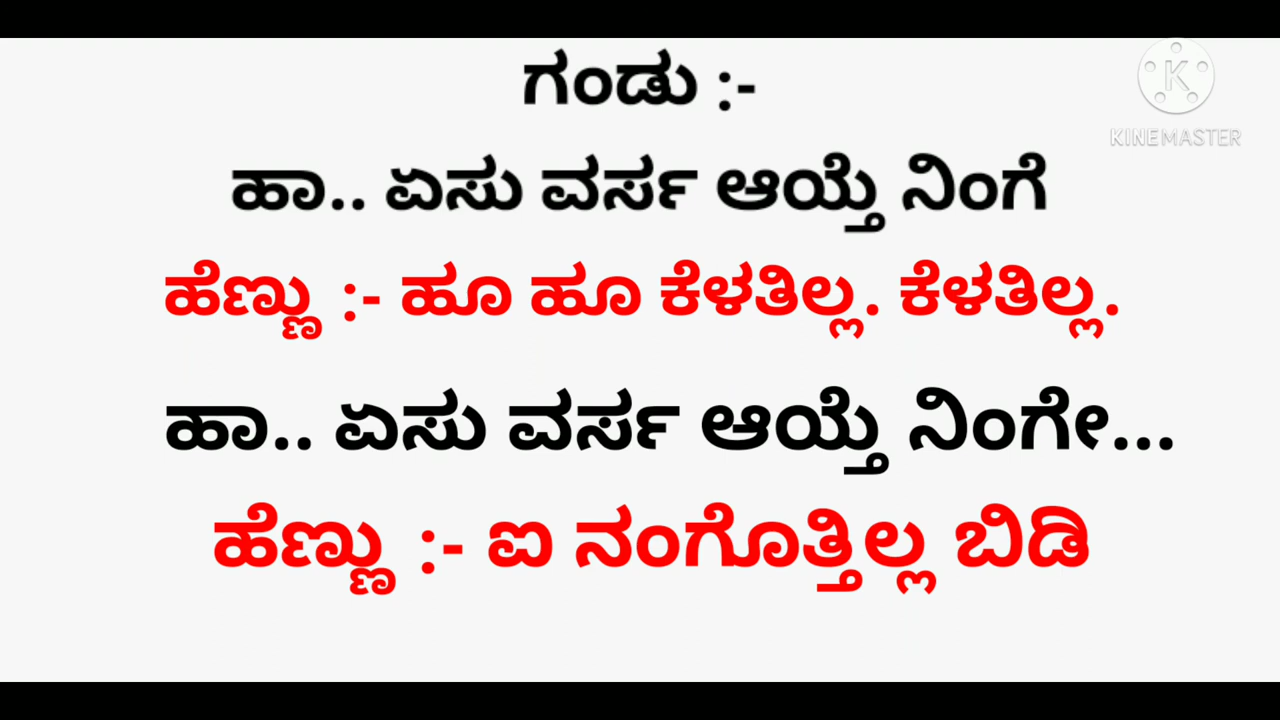 ಗಂಡು :-
KINEMASTER
ಹಾ.. ಏಸು ವರ್ಸ ಆಯ್ತೆ ನಿಂಗೆ
ಹೆಣ್ಣು :- ಹೂ ಹೂ ಕೆಳತಿಲ್ಲ. ಕೆಳತಿಲ್ಲ.
ಹಾ.. ಏಸು ವರ್ಸ ಆಯ್ತೆ ನಿಂಗೇ...
ಹೆಣ್ಣು :- ಐ ನಂಗೊತ್ತಿಲ್ಲ ಬಿಡಿ